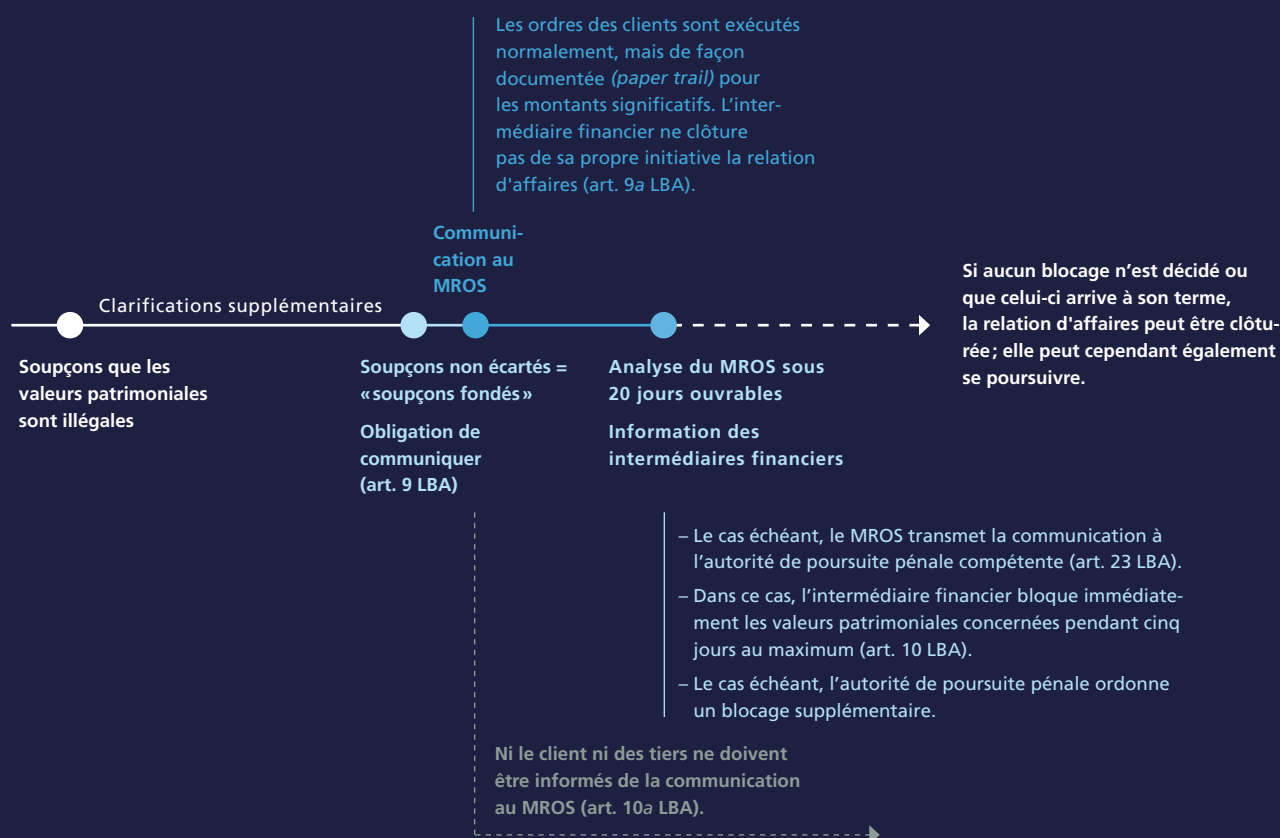 Les ordres des clients sont exécutés
normalement, mais de façon
documentée (paper trail) pour
les montants significatifs. L’inter-
médiaire financier ne clôture
pas de sa propre initiative la relation
d'affaires (art. 9a LBA).
Communi-
cation au
MROS
Clarifications supplémentaires
Soupçons que les
valeurs patrimoniales
sont illégales
Soupçons non écartés =
«soupçons fondés»
Obligation de
communiquer
(art. 9 LBA)
Analyse du MROS sous
20 jours ouvrables
Information des
intermédiaires financiers
Si aucun blocage n’est décidé ou
que celui-ci arrive à son terme,
la relation d'affaires peut être clôtu-
rée; elle peut cependant également
se poursuivre.
– Le cas échéant, le MROS transmet la communication à
l’autorité de poursuite pénale compétente (art. 23 LBA).
– Dans ce cas, l’intermédiaire financier bloque immédiate-
ment les valeurs patrimoniales concernées pendant cinq
jours au maximum (art. 10 LBA).
– Le cas échéant, l’autorité de poursuite pénale ordonne
un blocage supplémentaire.
Ni le client ni des tiers ne doivent
être informés de la communication
au MROS (art. 10a LBA).